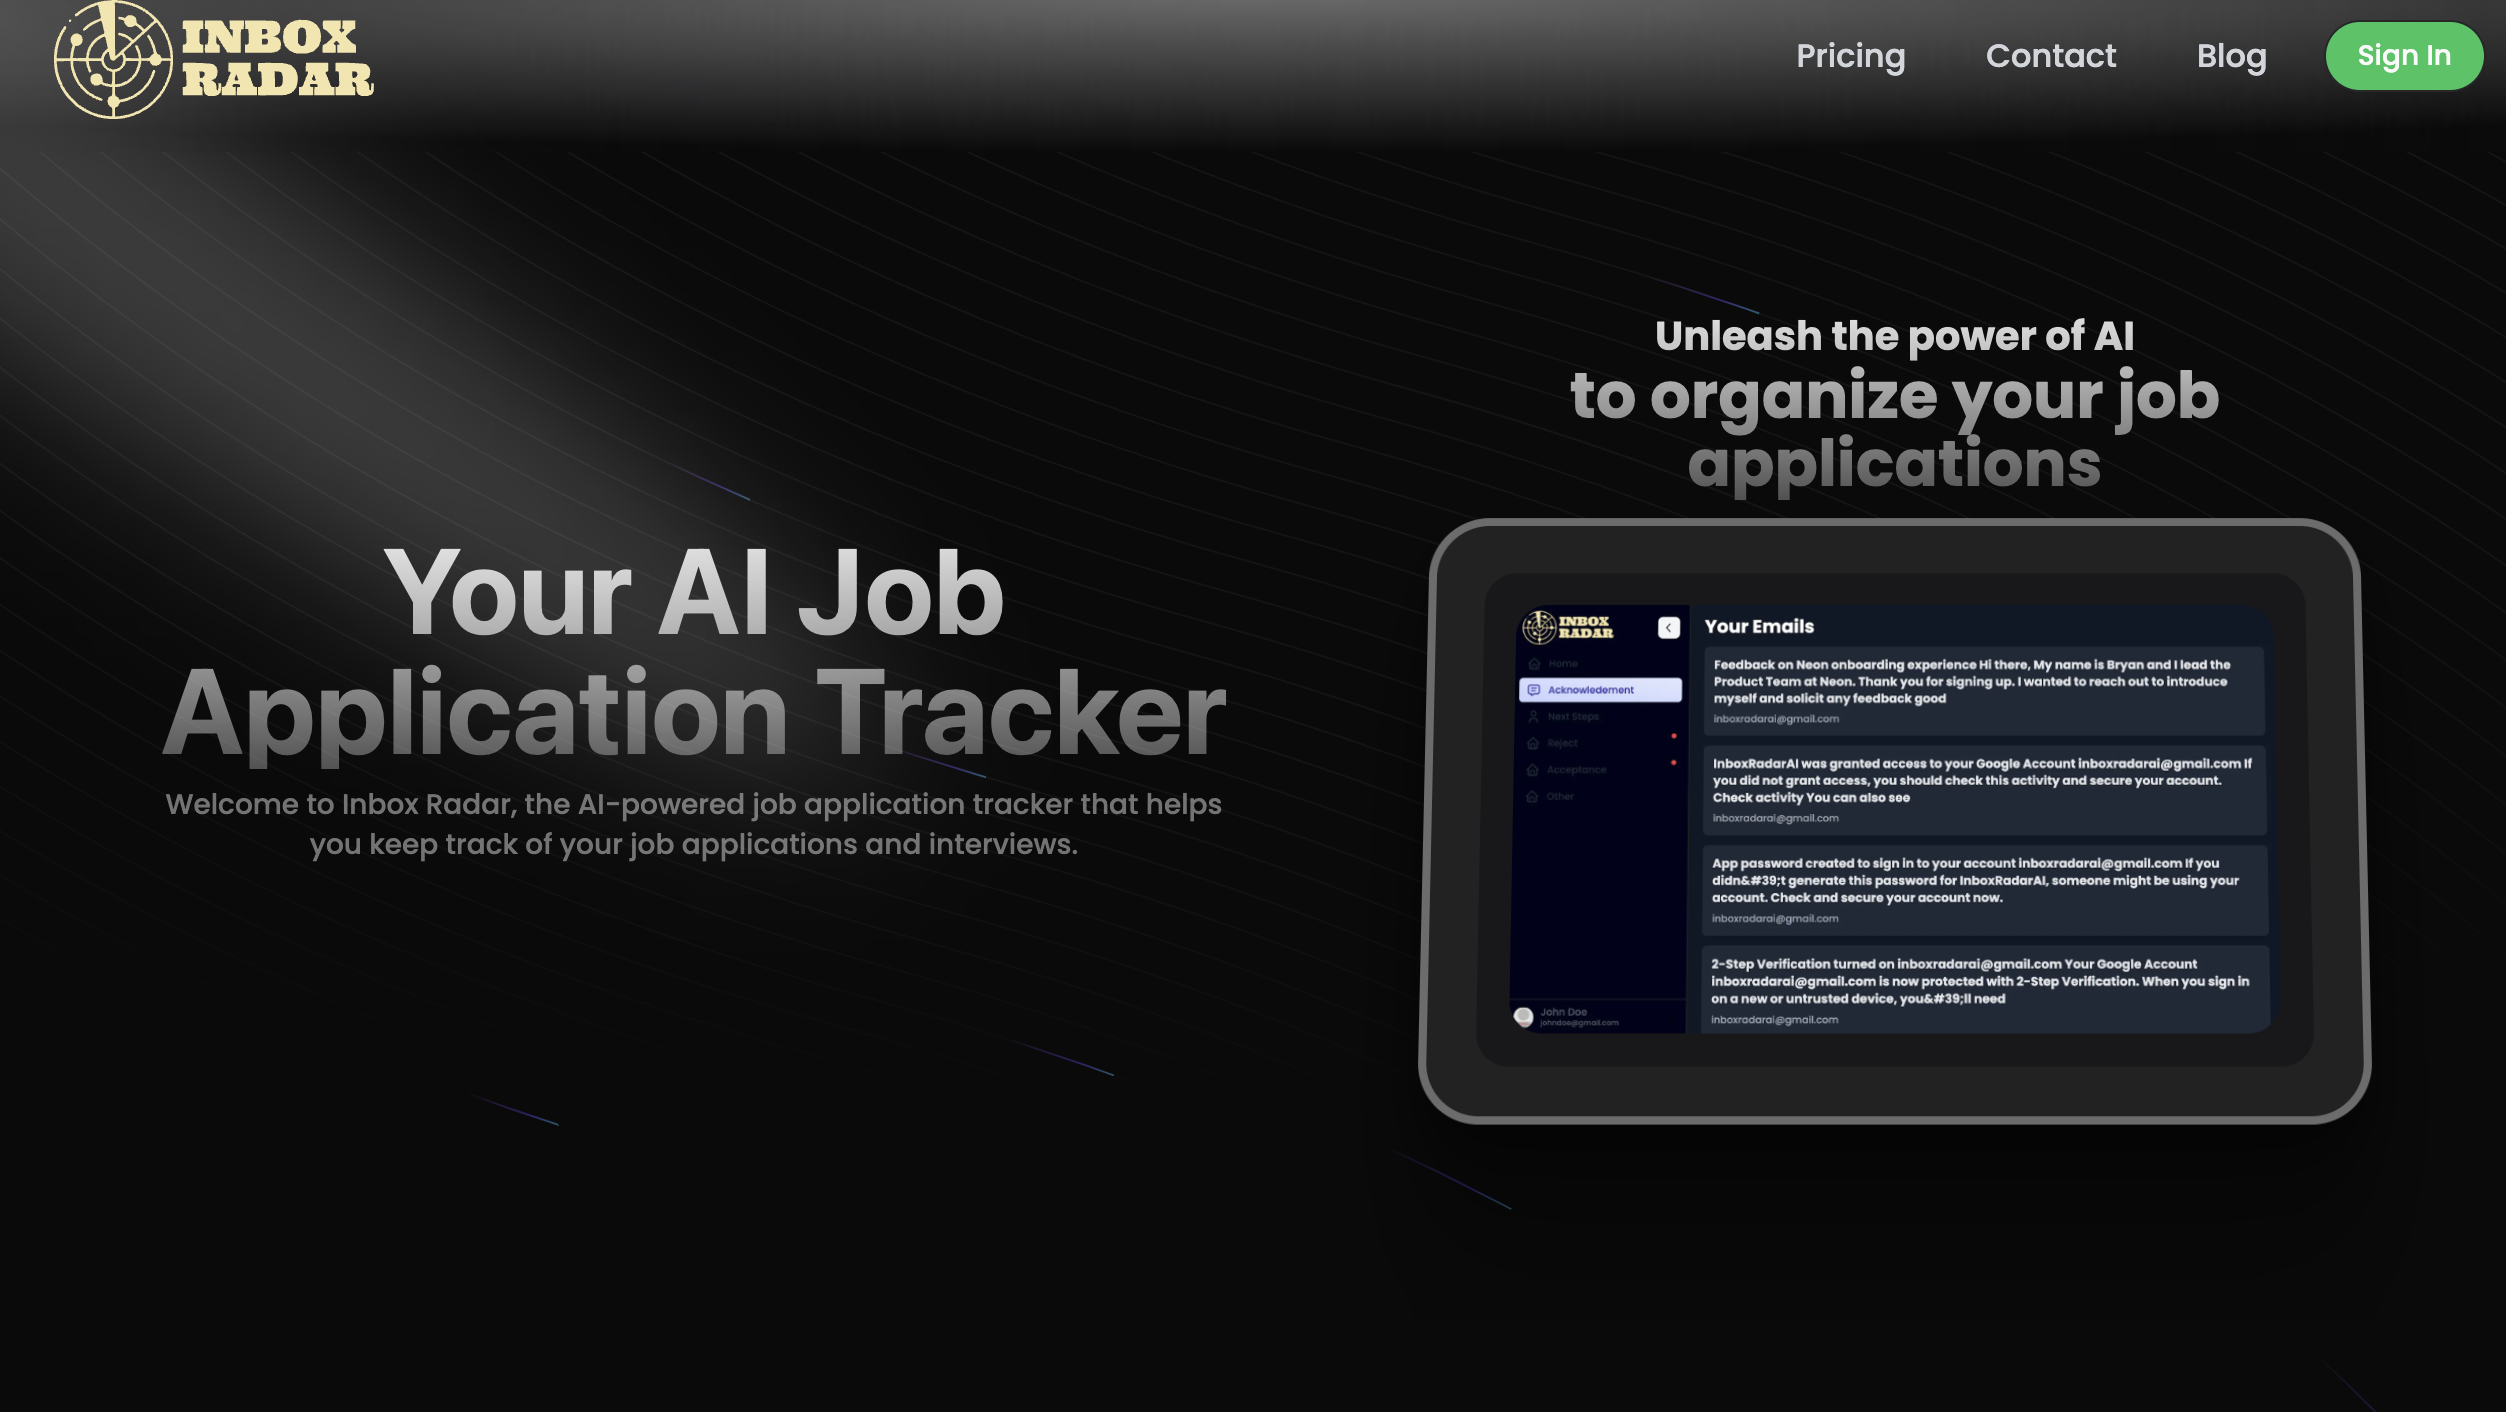 INBOX
RADAR
Pricing
Contact
Blog
Sign In
Unleash the power of AI
to organize your job
applications
Your AI Job
Application Tracker
Welcome to Inbox Radar, the AI-powered job application tracker that helps
you keep track of your job applications and interviews.
INBOX
RADAR
Home
Acknowledement
Next Steps
Reject
Acceptance
Other
John Doe
johndoe@gmail.com
Your Emails
Feedback on Neon onboarding experience Hi there, My name is Bryan and I lead the
Product Team at Neon. Thank you for signing up. I wanted to reach out to introduce
myself and solicit any feedback good
inboxradarai@gmail.com
InboxRadarAI was granted access to your Google Account inboxradarai@gmail.com If
you did not grant access, you should check this activity and secure your account.
Check activity You can also see
inboxradarai@gmail.com
App password created to sign in to your account inboxradarai@gmail.com If you
didn&#39;t generate this password for InboxRadarAI, someone might be using your
account. Check and secure your account now.
inboxradarai@gmail.com
2-Step Verification turned on inboxradarai@gmail.com Your Google Account
inboxradarai@gmail.com is now protected with 2-Step Verification. When you sign in
on a new or untrusted device, you&#39;ll need
inboxradarai@gmail.com